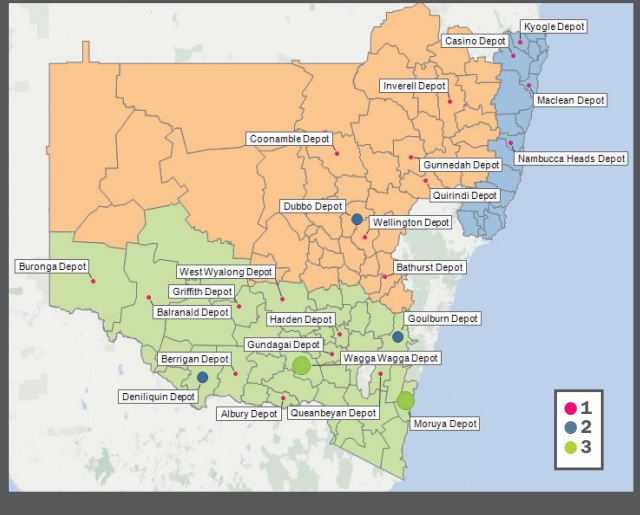 Kyogle Depot
Casino Depot
Inverell Depot
Maclean Depot
Coonamble Depot
Nambucca Heads Depot
Gunnedah Depot
Quirindi Depot
Dubbo Depot
Wellington Depot
Buronga Depot
West Wyalong Depot
Bathurst Depot
Griffith Depot
Balranald Depot
Harden Depot
Goulburn Depot
Gundagai Depot
Berrigan Depot
Wagga Wagga Depot
Deniliquin Depot
Albury Depot
Queanbeyan Depot
Moruya Depot
1
2
3